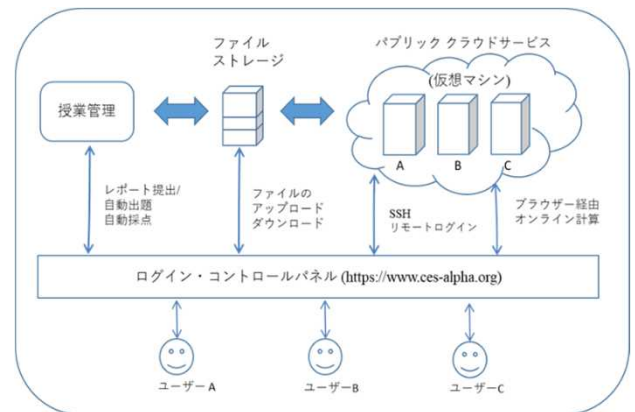 ファイル
ストレージ
パブリック クラウドサービス
(仮想マシン)
授業管理
A
B
C
レポート提出/
自動出題
自動採点
ファイルの
アップロード
ダウンロード
SSH
リモートログイン
ブラウザー経由
オンライン計算
ログイン・コントロールパネル (https://www.ces-alpha.org)
ユーザーA
ユーザーB
ユーザーC